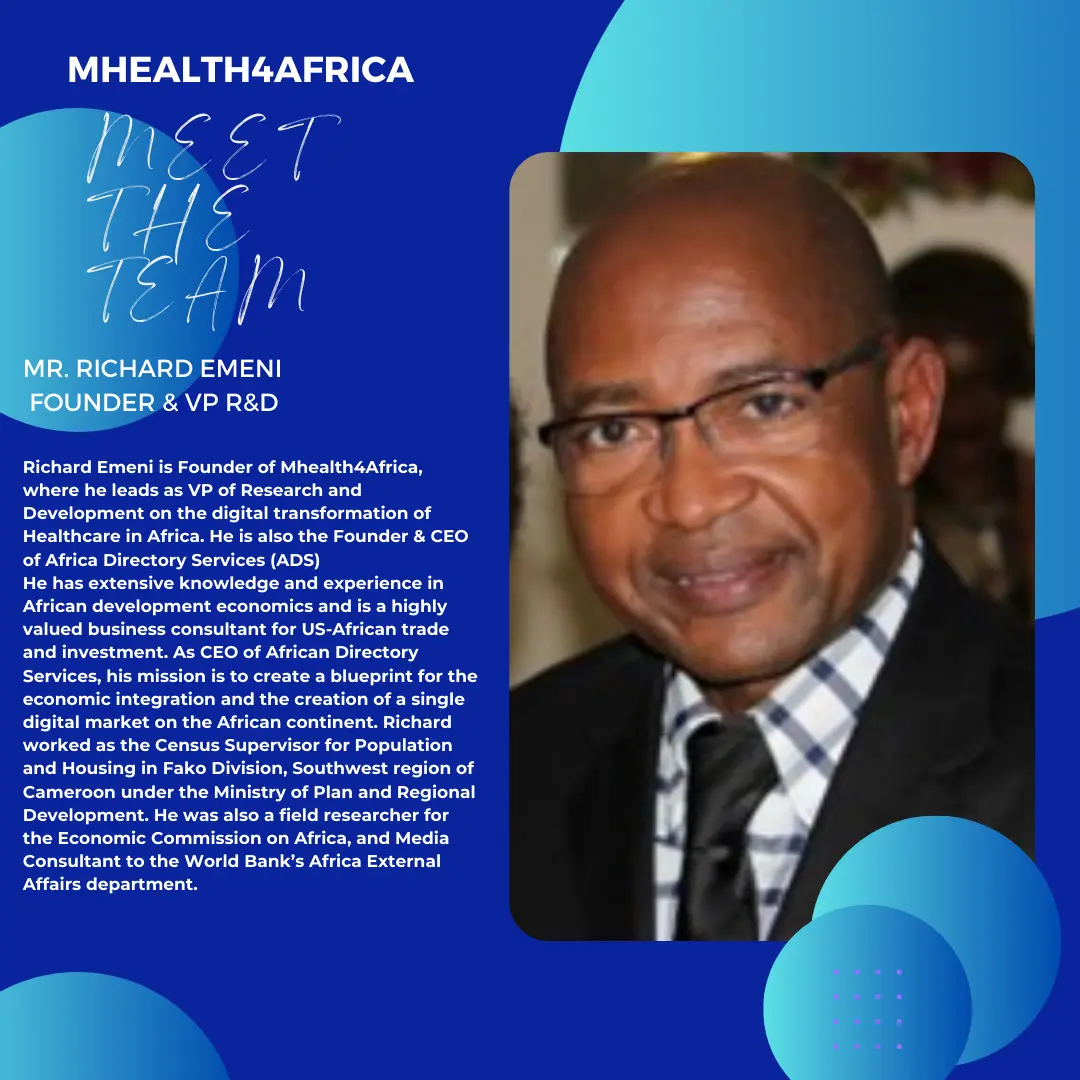 MHEALTH4AFRICA
MEET
THE
TEAM
MR. RICHARD EMENI
FOUNDER & VP R&D
Richard Emeni is Founder of Mhealth4Africa,
where he leads as VP of Research and
Development on the digital transformation of
Healthcare in Africa. He is also the Founder & CEO
of Africa Directory Services (ADS)
He has extensive knowledge and experience in
African development economics and is a highly
valued business consultant for US-African trade
and investment. As CEO of African Directory
Services, his mission is to create a blueprint for the
economic integration and the creation of a single
digital market on the African continent. Richard
worked as the Census Supervisor for Population
and Housing in Fako Division, Southwest region of
Cameroon under the Ministry of Plan and Regional
Development. He was also a field researcher for
the Economic Commission on Africa, and Media
Consultant to the World Bank’s Africa External
Affairs department.